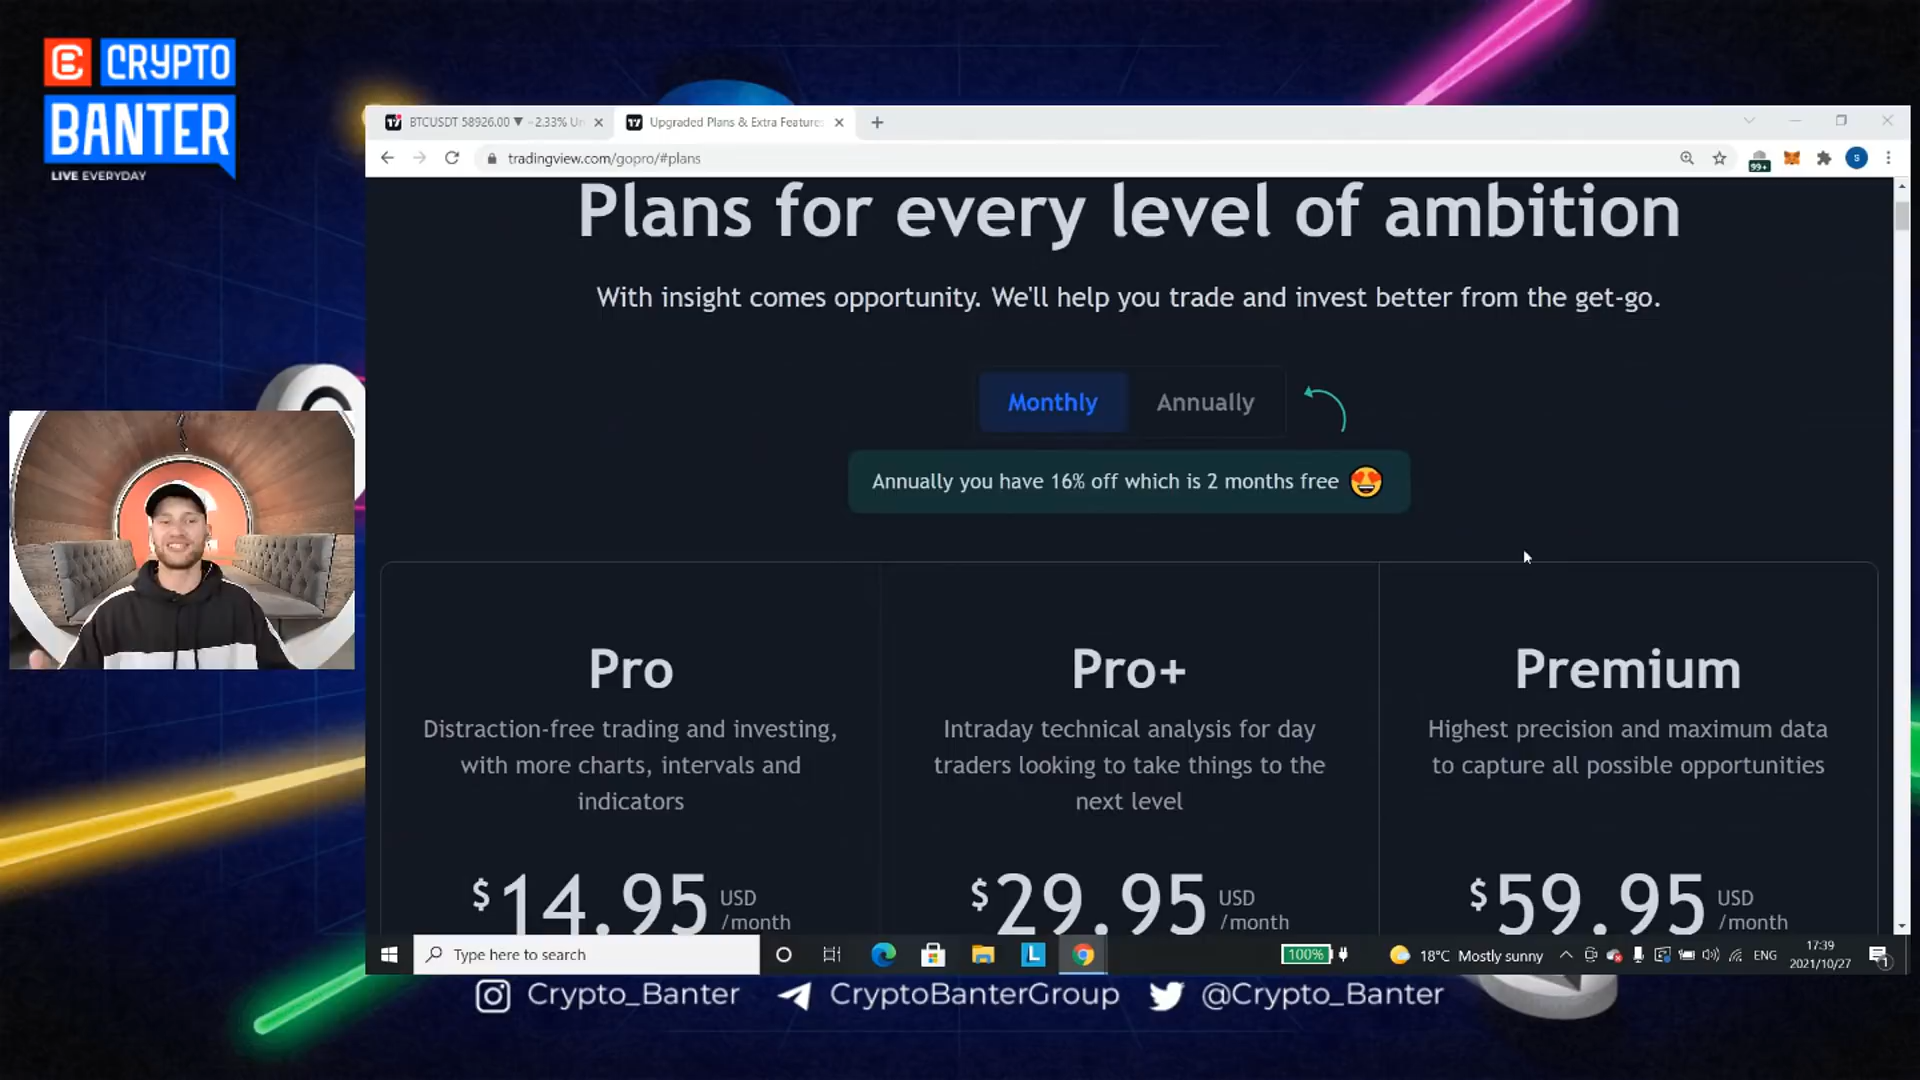 CRYPTO
BANTER
LIVE EVERYDAY
BTCUSDT 58926.00 ▼ −2.33% Un
Upgraded Plans & Extra Features
tradingview.com/gopro/#plans
99+
S
Plans for every level of ambition
With insight comes opportunity. We'll help you trade and invest better from the get-go.
Monthly
Annually
Annually you have 16% off which is 2 months free
Pro
Distraction-free trading and investing,
with more charts, intervals and
indicators
$14.95 USD
/month
Pro+
Intraday technical analysis for day
traders looking to take things to the
next level
$29.95 USD
/month
Premium
Highest precision and maximum data
to capture all possible opportunities
$59.95 USD
/month
Type here to search
L
100%
18°C Mostly sunny
ENG
17:39
2021/10/27
1
Crypto_Banter
CryptoBanterGroup
@Crypto_Banter